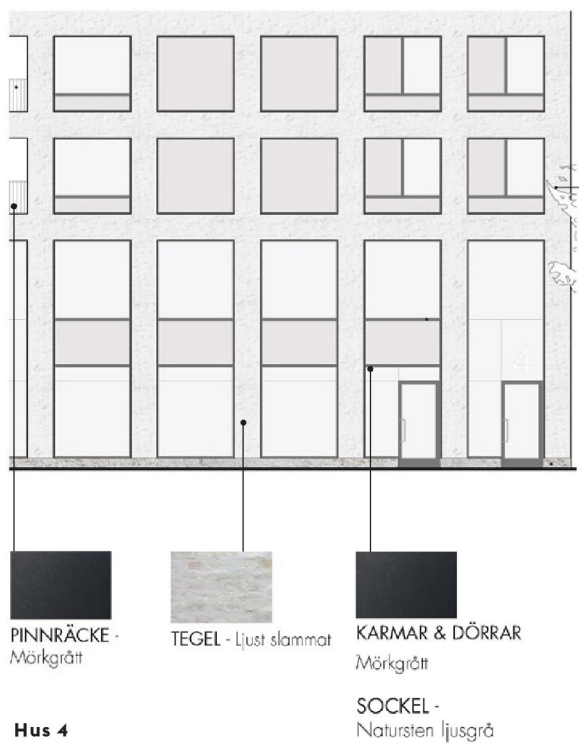 4
PINNRÄCKE -
Mörkgrått
TEGEL - Ljust slammat
KARMAR & DÖRRAR
Mörkgrått
SOCKEL -
Natursten ljusgrå
Hus 4